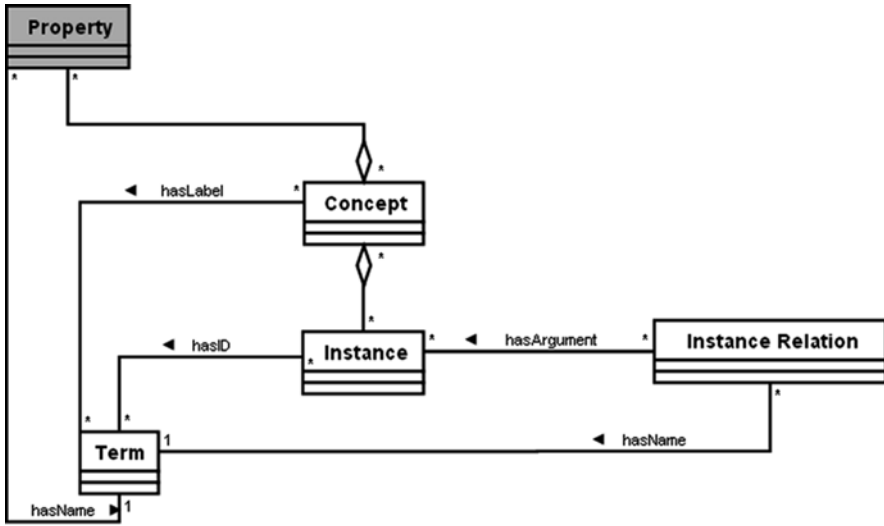 Property
* *
*
◄ hasLabel *
Concept
*
*
◄ hasID
* Instance
* ◄ hasArgument *
Instance Relation
*
* *
Term
1 ◄ hasName
hasName ► 1